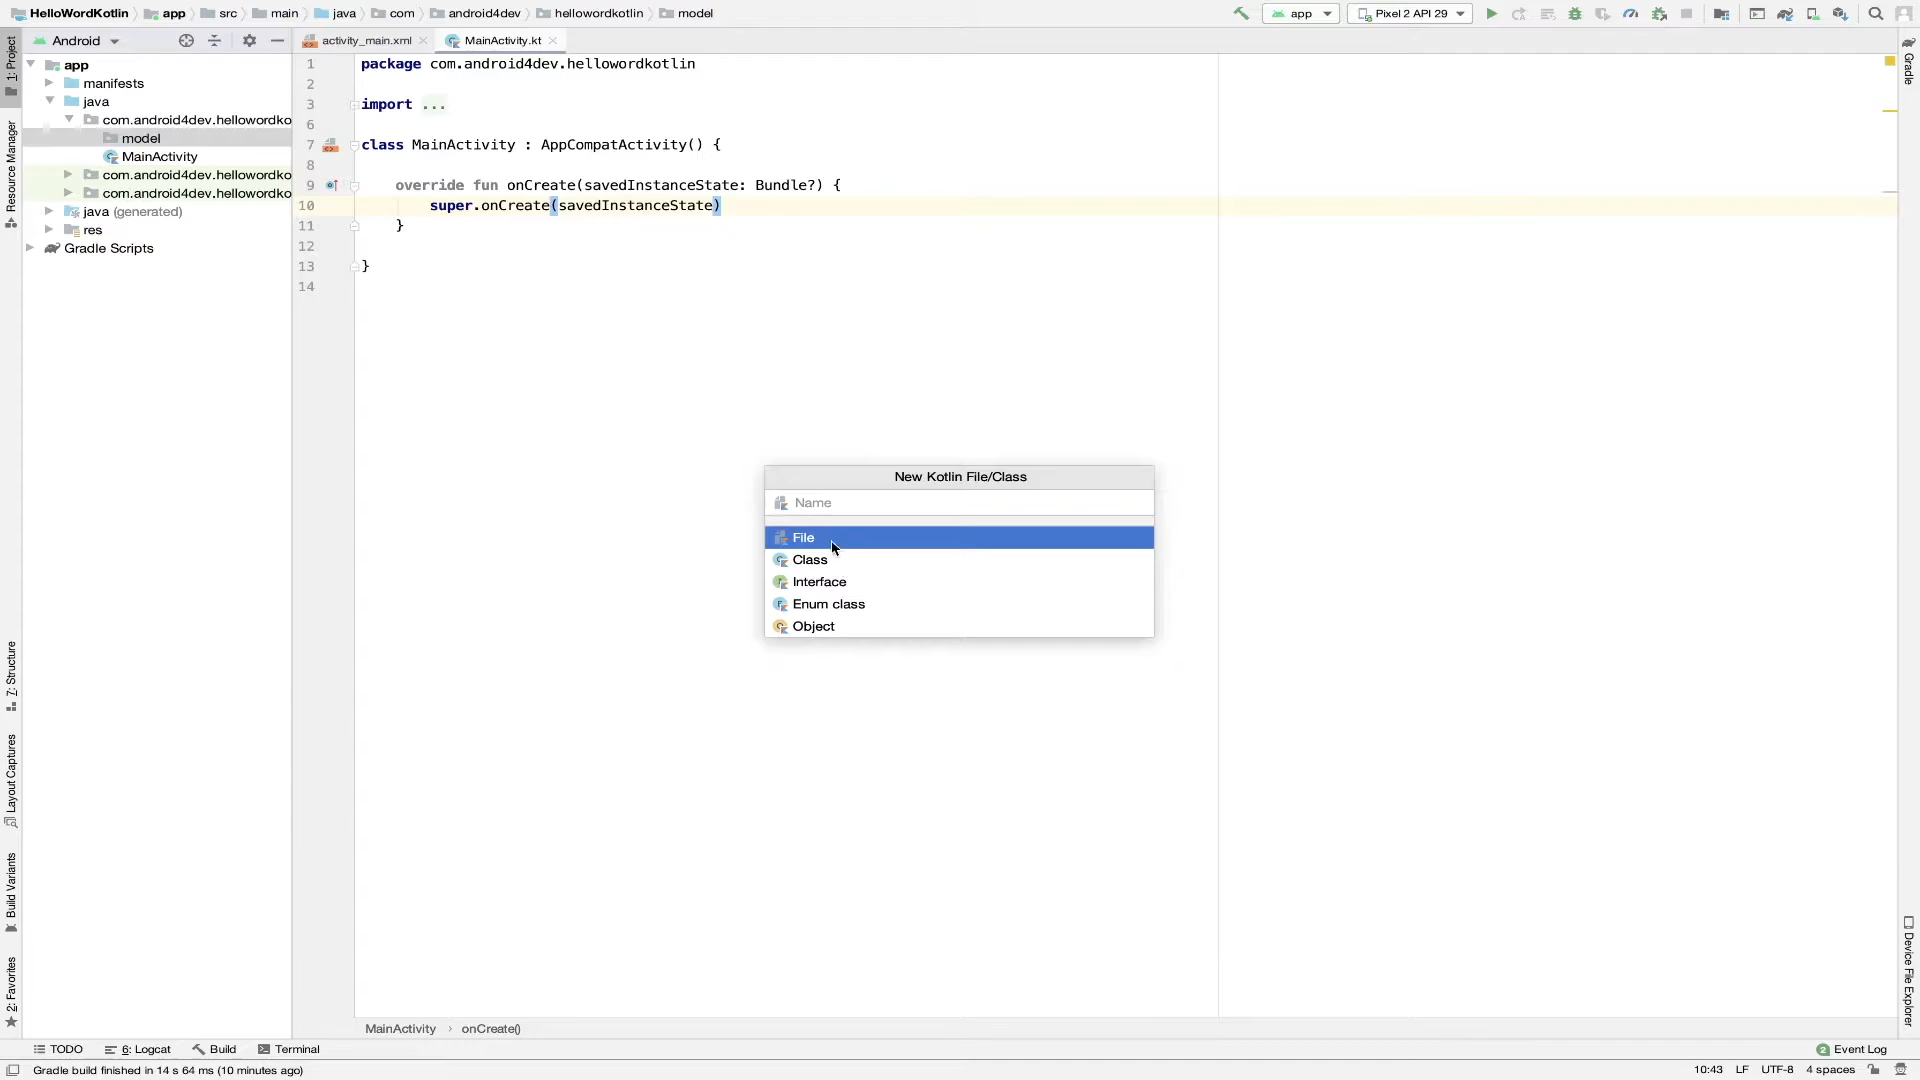 HelloWordKotlin app src main java com android4dev hellowordkotlin model app Pixel 2 API 29
Android activity_main.xml MainActivity.kt
1: Project
Resource Manager
7: Structure
Layout Captures
Build Variants
2: Favorites
app
manifests
java
com.android4dev.hellowordko
model
MainActivity
com.android4dev.hellowordko
com.android4dev.hellowordko
java (generated)
res
Gradle Scripts
1 package com.android4dev.hellowordkotlin
2
3 import ...
6
7 class MainActivity : AppCompatActivity() {
8
9 override fun onCreate(savedInstanceState: Bundle?) {
10 super.onCreate(savedInstanceState)
11 }
12
13 }
14
New Kotlin File/Class
Name
File
Class
Interface
Enum class
Object
Gradle
Device File Explorer
MainActivity › onCreate()
TODO 6: Logcat Build Terminal 2 Event Log
Gradle build finished in 14 s 64 ms (10 minutes ago) 10:43 LF UTF-8 4 spaces